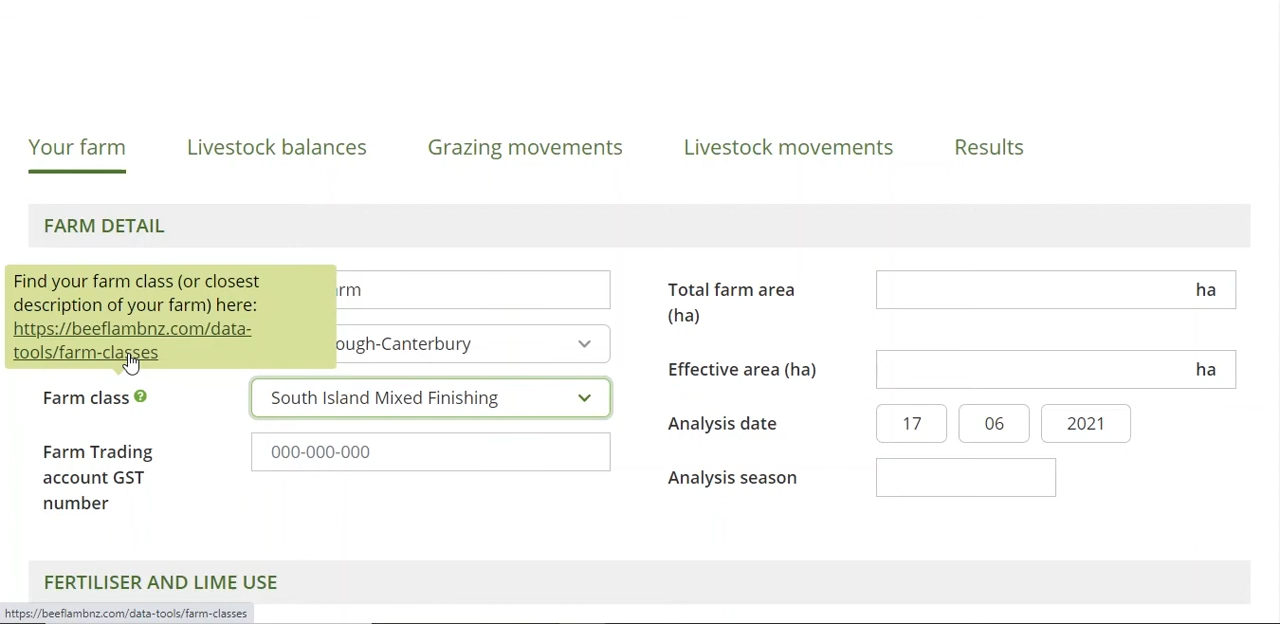 Your farm
Livestock balances
Grazing movements
Livestock movements
Results
FARM DETAIL
Find your farm class (or closest
description of your farm) here:
https://beeflambnz.com/data-
tools/farm-classes
Farm class
South Island Mixed Finishing
Farm Trading
account GST
number
000-000-000
Total farm area
(ha)
ha
Effective area (ha)
ha
Analysis date
17
06
2021
Analysis season
FERTILISER AND LIME USE
https://beeflambnz.com/data-tools/farm-classes